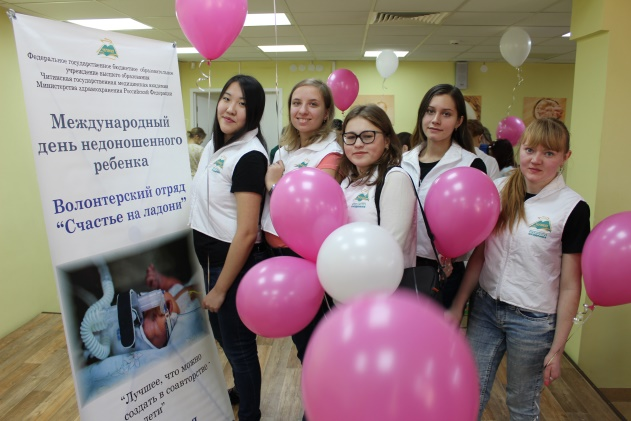 Федеральное государственное бюджетное образовательное
учреждение высшего образования
Читинская государственная медицинская академия
Министерства здравоохранения Российской Федерации
Международный
день недоношенного
ребенка
Волонтерский отряд
“Счастье на ладони”
“Лучшее, что можно
создать в соавторстве
дети”